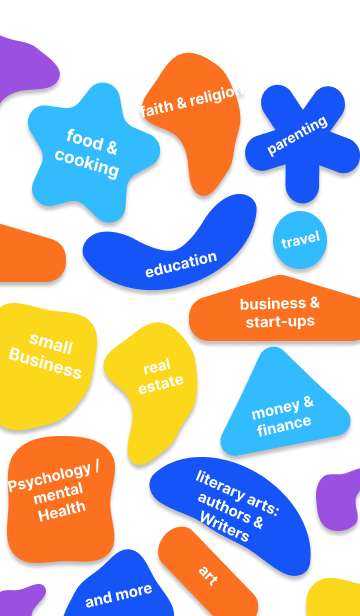 faith & religion
parenting
food &
cooking
travel
education
business &
start-ups
small
Business
real
estate
money &
finance
Psychology /
mental
Health
literary arts:
authors &
Writers
art
and more